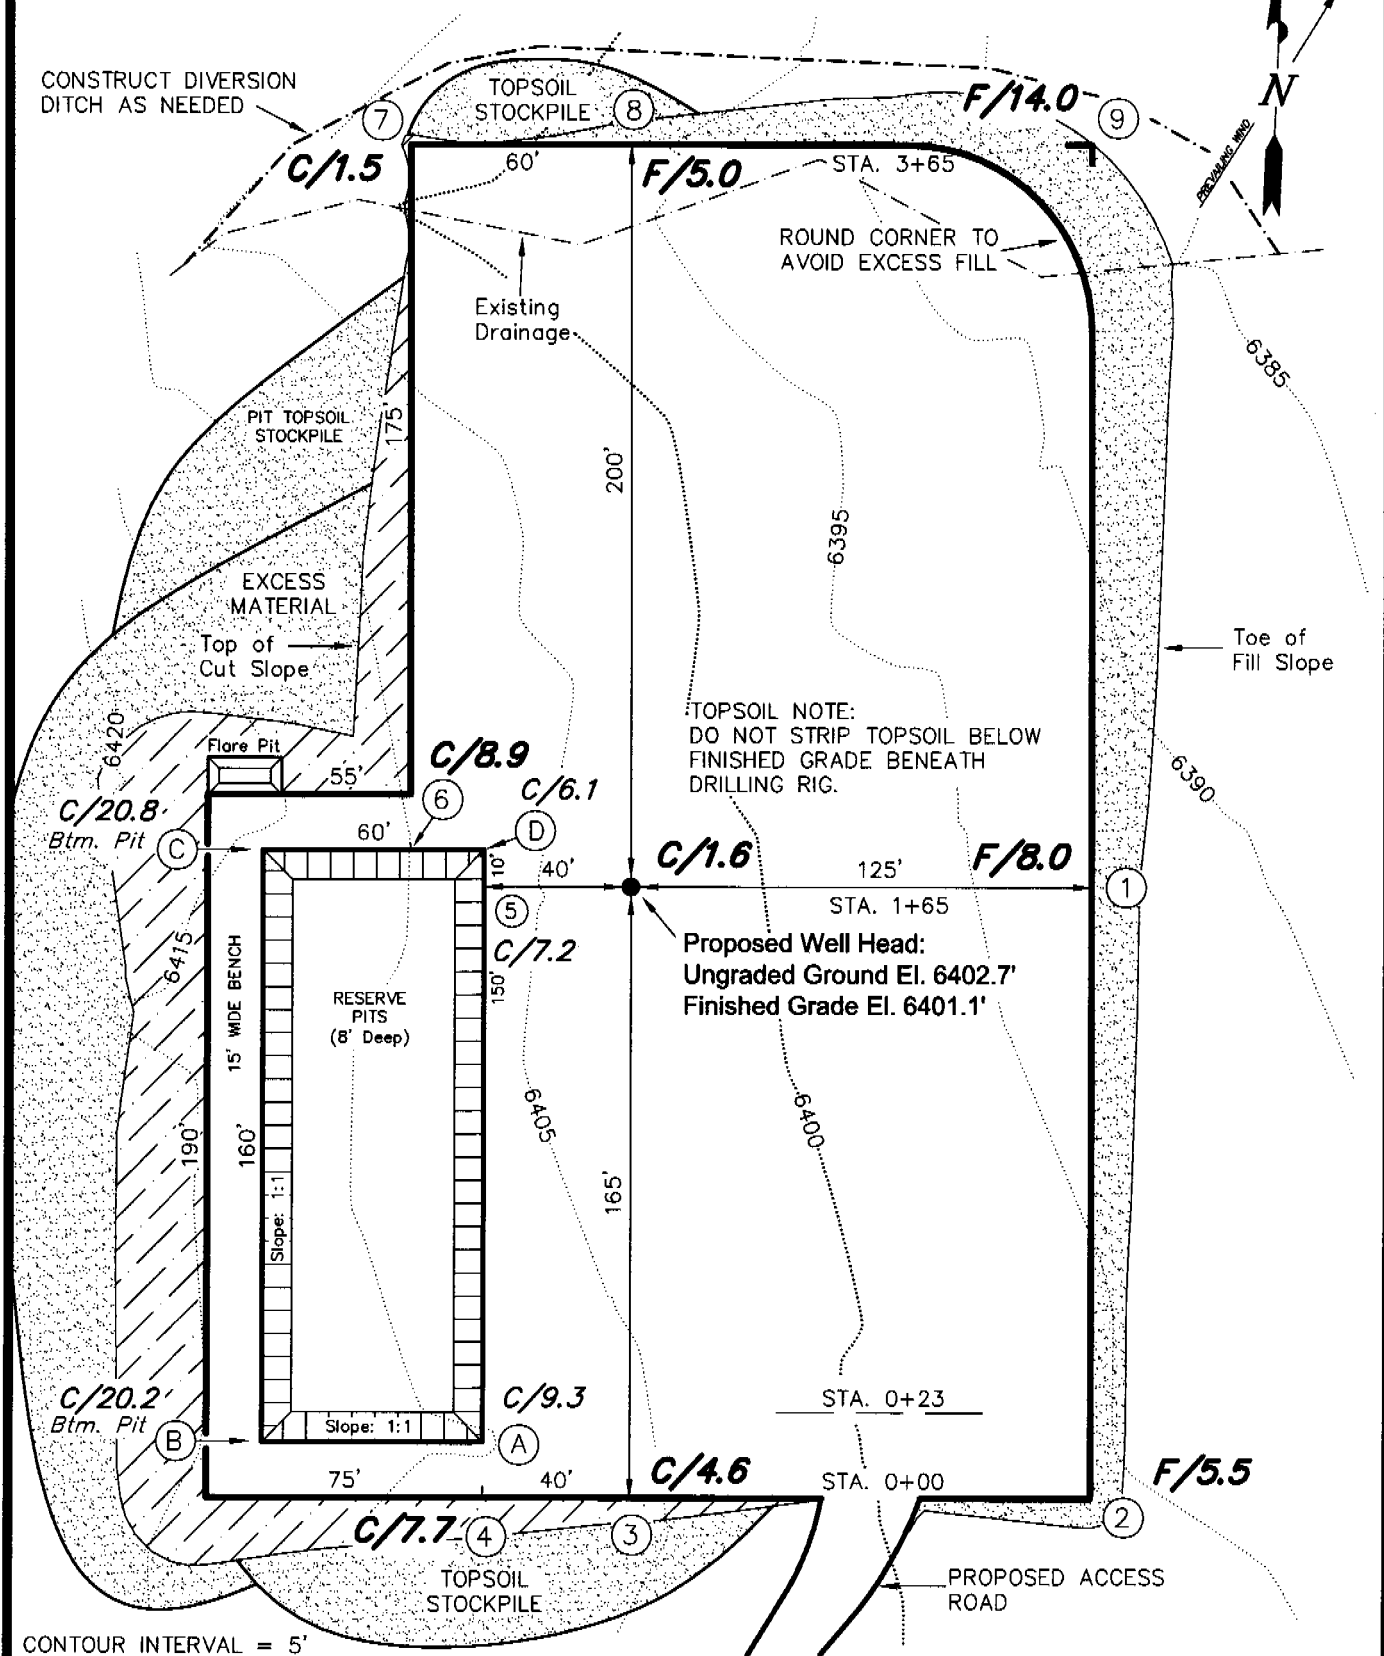 CONSTRUCT DIVERSION
DITCH AS NEEDED
TOPSOIL
STOCKPILE
7
8
F/14.0
9
N
PREVAILING WIND
C/1.5
60'
F/5.0
STA. 3+65
ROUND CORNER TO
AVOID EXCESS FILL
Existing
Drainage
6385
PIT TOPSOIL
STOCKPILE
175'
200'
6395
EXCESS
MATERIAL
Top of
Cut Slope
Toe of
Fill Slope
6420
TOPSOIL NOTE:
DO NOT STRIP TOPSOIL BELOW
FINISHED GRADE BENEATH
DRILLING RIG.
Flare Pit
55'
C/8.9
6
C/6.1
D
6390
C/20.8
Btm. Pit
C
60'
10'
40'
C/1.6
125'
F/8.0
1
STA. 1+65
5
C/7.2
6415
15' WIDE BENCH
RESERVE
PITS
(8' Deep)
150'
Proposed Well Head:
Ungraded Ground El. 6402.7'
Finished Grade El. 6401.1'
6405
6400
190'
160'
165'
Slope: 1:1
C/20.2
Btm. Pit
B
Slope: 1:1
C/9.3
A
STA. 0+23
75'
40'
C/4.6
STA. 0+00
F/5.5
2
C/7.7
4
3
TOPSOIL
STOCKPILE
PROPOSED ACCESS
ROAD
CONTOUR INTERVAL = 5'